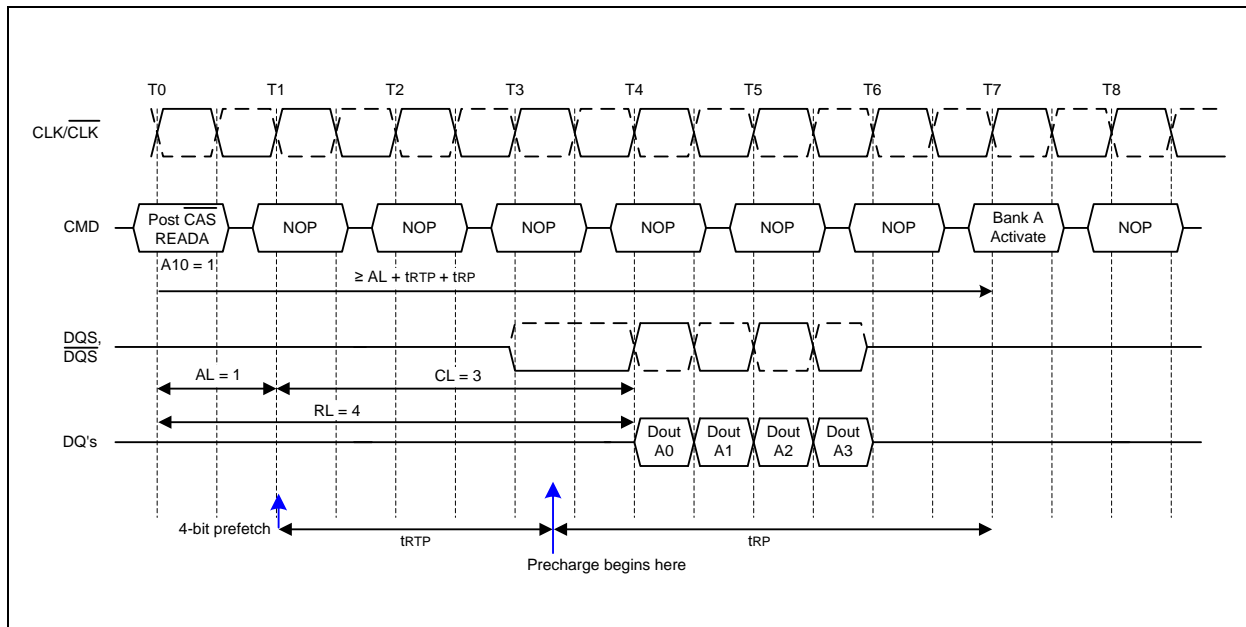 T0 T1 T2 T3 T4 T5 T6 T7 T8
CLK/CLK
CMD
Post CAS
READA
NOP NOP NOP NOP NOP NOP
Bank A
Activate
NOP
A10 = 1
≥ AL + tRTP + tRP
DQS,
DQS
AL = 1
CL = 3
RL = 4
DQ's
Dout
A0
Dout
A1
Dout
A2
Dout
A3
4-bit prefetch
tRTP
tRP
Precharge begins here